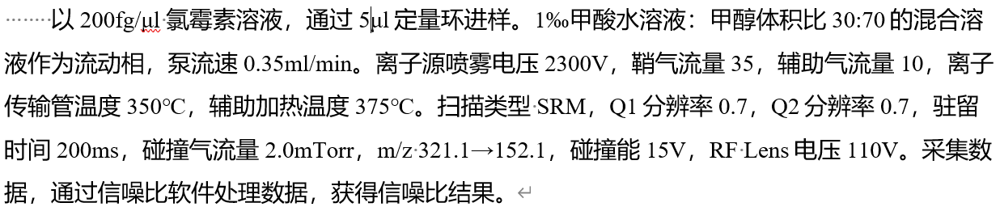 以 200fg/μl 氯霉素溶液，通过 5μl 定量环进样。1‰甲酸水溶液：甲醇体积比 30:70 的混合溶
液作为流动相，泵流速 0.35ml/min。离子源喷雾电压 2300V，鞘气流量 35，辅助气流量 10，离子
传输管温度 350℃，辅助加热温度 375℃。扫描类型 SRM，Q1 分辨率 0.7，Q2 分辨率 0.7，驻留
时间 200ms，碰撞气流量 2.0mTorr，m/z 321.1→152.1，碰撞能 15V，RF Lens 电压 110V。采集数
据，通过信噪比软件处理数据，获得信噪比结果。